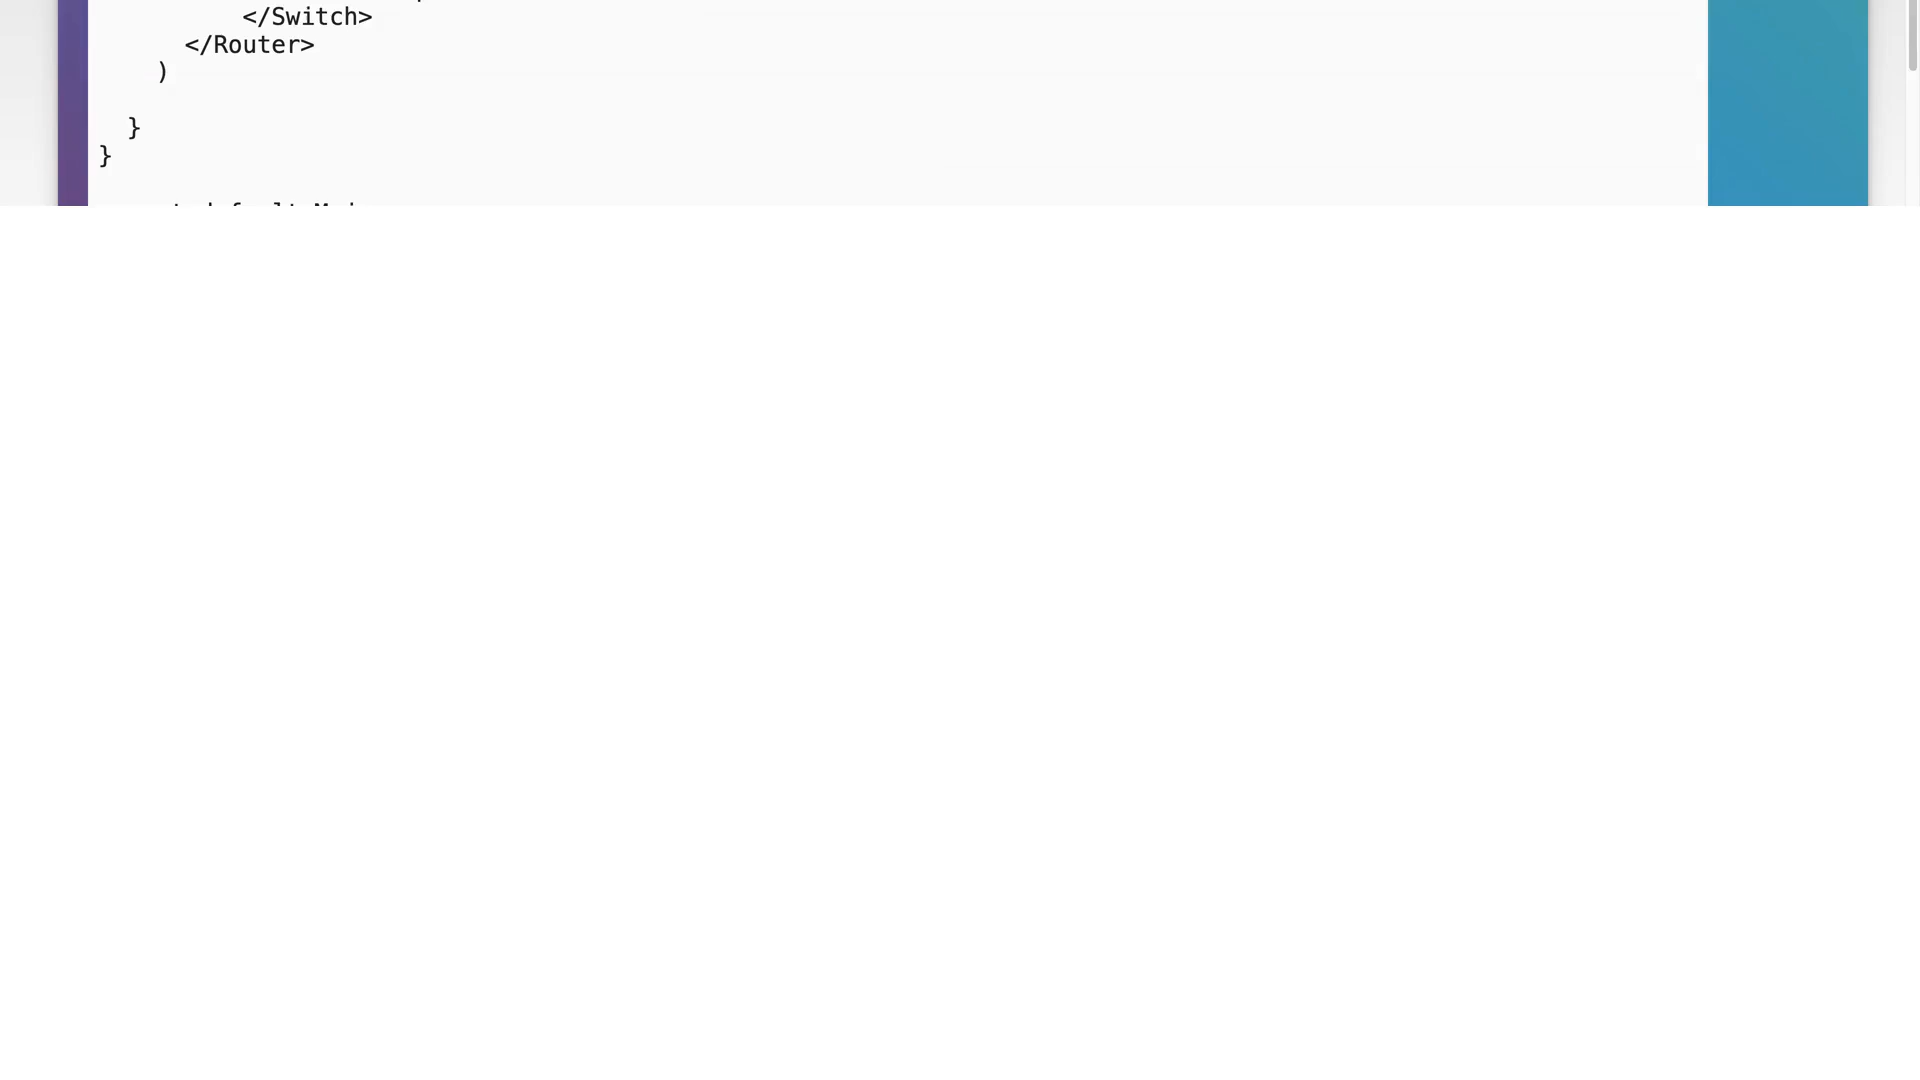 </Switch>
</Router>
)
}
}